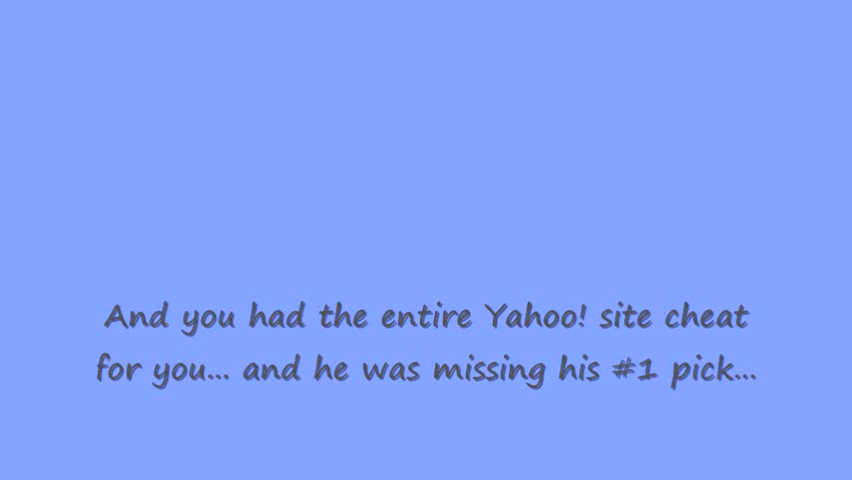 And you had the entire Yahoo! site cheat
for you... and he was missing his #1 pick...